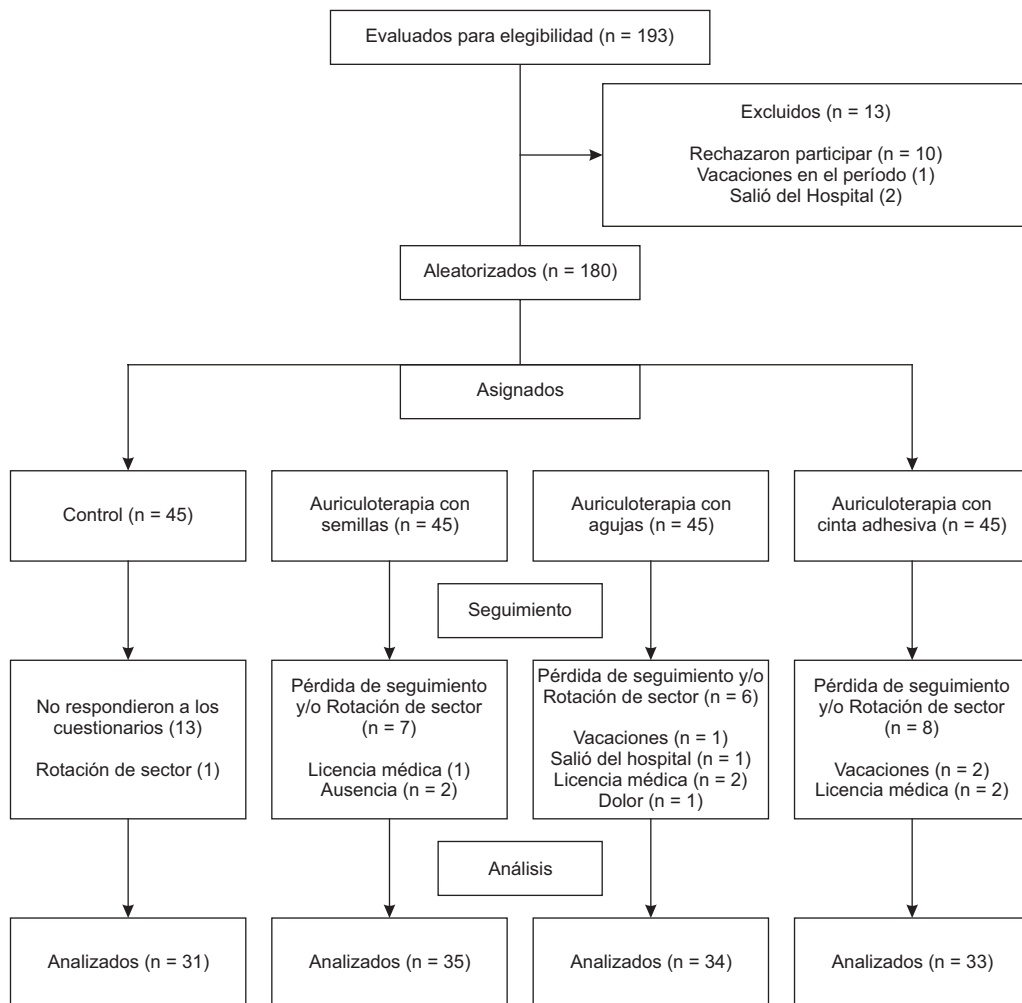 Evaluados para elegibilidad (n = 193)
Excluidos (n = 13)
Rechazaron participar (n = 10)
Vacaciones en el período (1)
Salió del Hospital (2)
Aleatorizados (n = 180)
Asignados
Control (n = 45)
Auriculoterapia con
semillas (n = 45)
Auriculoterapia con
agujas (n = 45)
Auriculoterapia con
cinta adhesiva (n = 45)
Seguimiento
No respondieron a los
cuestionarios (13)
Rotación de sector (1)
Pérdida de seguimiento
y/o Rotación de sector
(n = 7)
Licencia médica (1)
Ausencia (n = 2)
Pérdida de seguimiento y/o
Rotación de sector (n = 6)
Vacaciones (n = 1)
Salió del hospital (n = 1)
Licencia médica (n = 2)
Dolor (n = 1)
Pérdida de seguimiento
y/o Rotación de sector
(n = 8)
Vacaciones (n = 2)
Licencia médica (n = 2)
Análisis
Analizados (n = 31)
Analizados (n = 35)
Analizados (n = 34)
Analizados (n = 33)